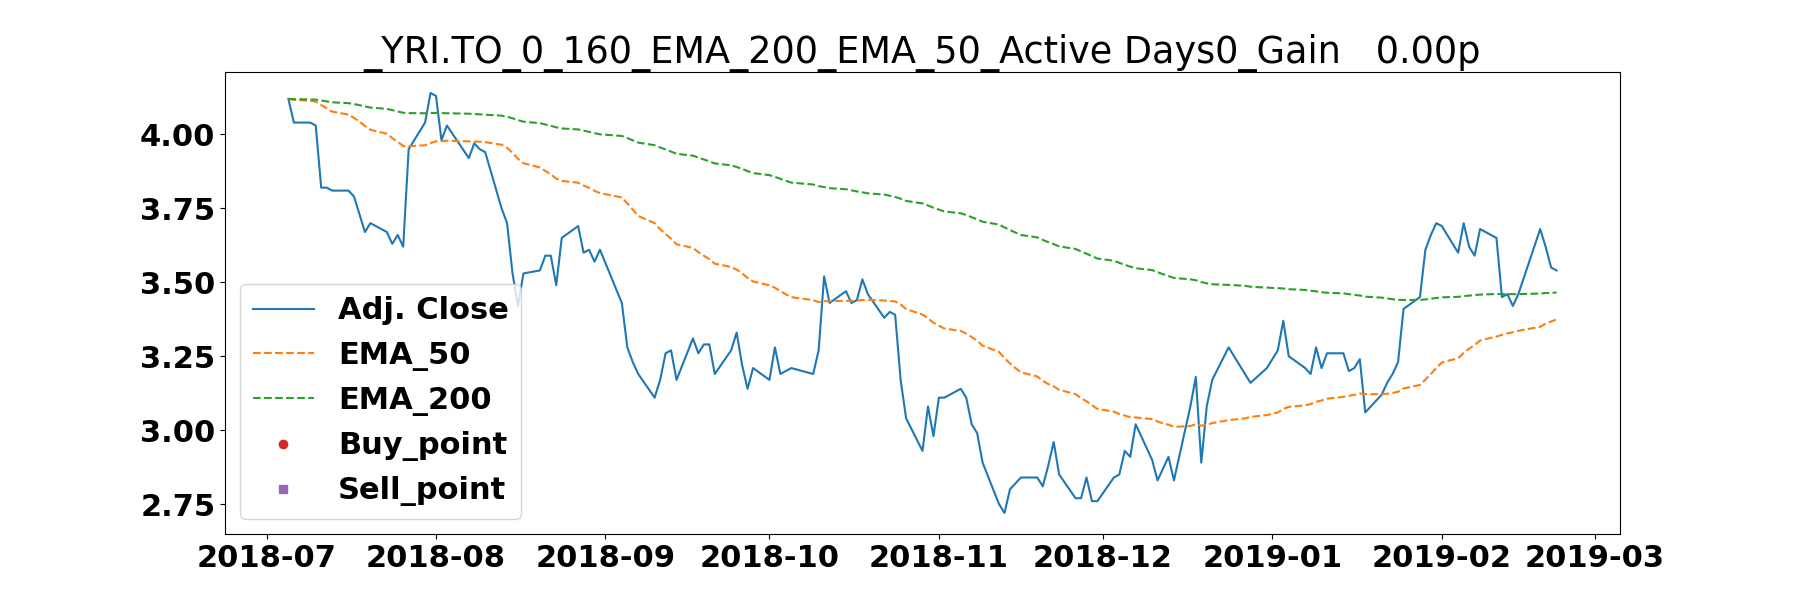 _YRI.TO_0_160_EMA_200_EMA_50_Active Days0_Gain   0.00p
4.00
3.75
3.50
3.25
3.00
2.75
Adj. Close
EMA_50
EMA_200
Buy_point
Sell_point
2018-07 2018-08 2018-09 2018-10 2018-11 2018-12 2019-01 2019-02 2019-03